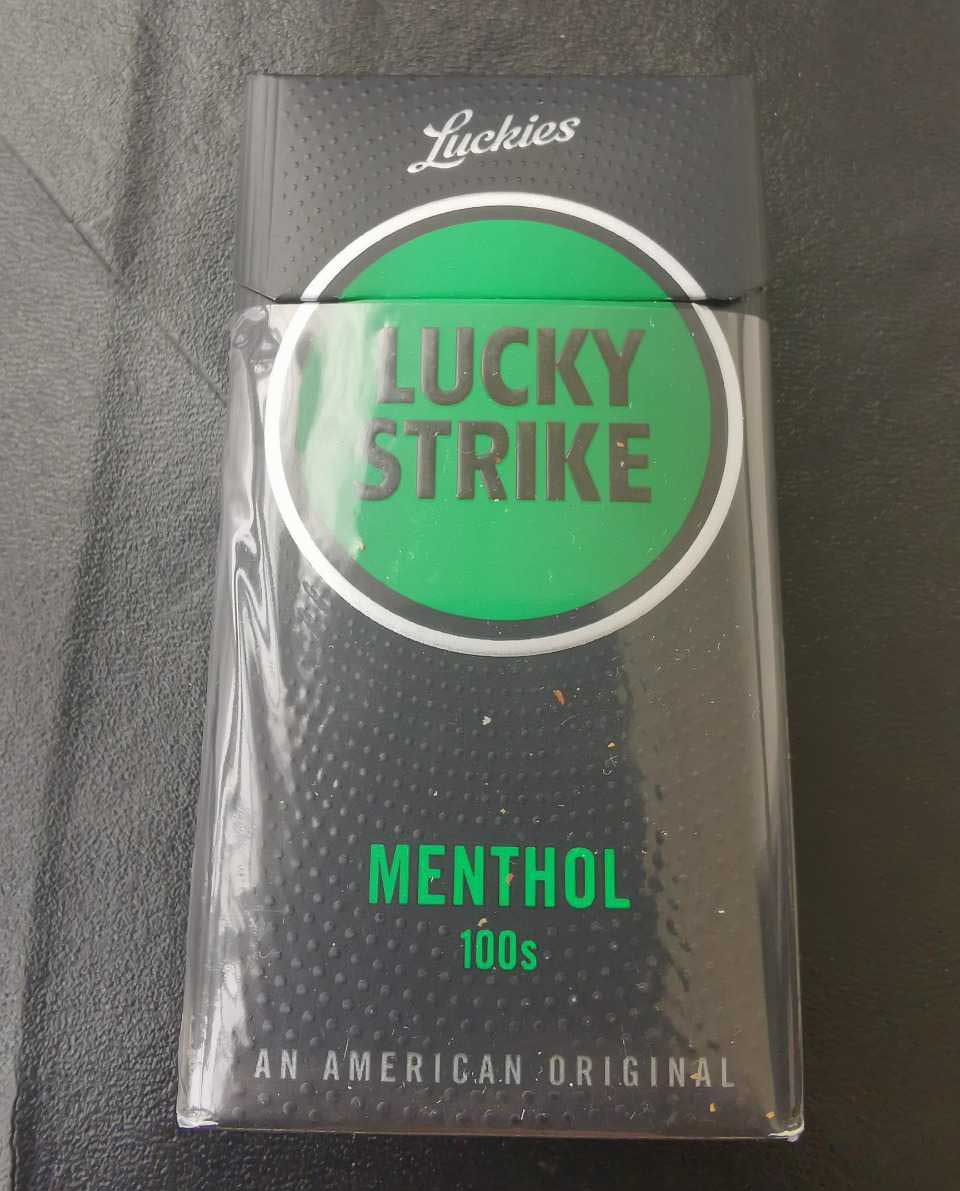 Luckies
LUCKY
STRIKE
MENTHOL
100s
AN AMERICAN ORIGINAL